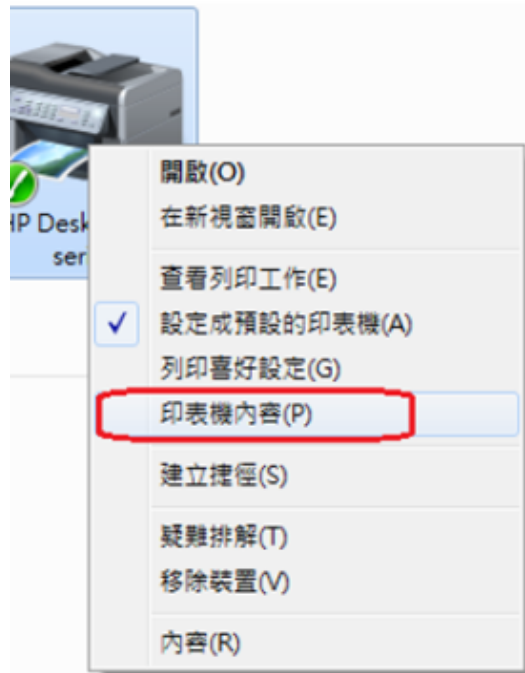 HP Desk
ser
開啟(O)
在新視窗開啟(E)
查看列印工作(E)
設定成預設的印表機(A)
列印喜好設定(G)
印表機內容(P)
建立捷徑(S)
疑難排解(T)
移除裝置(V)
內容(R)